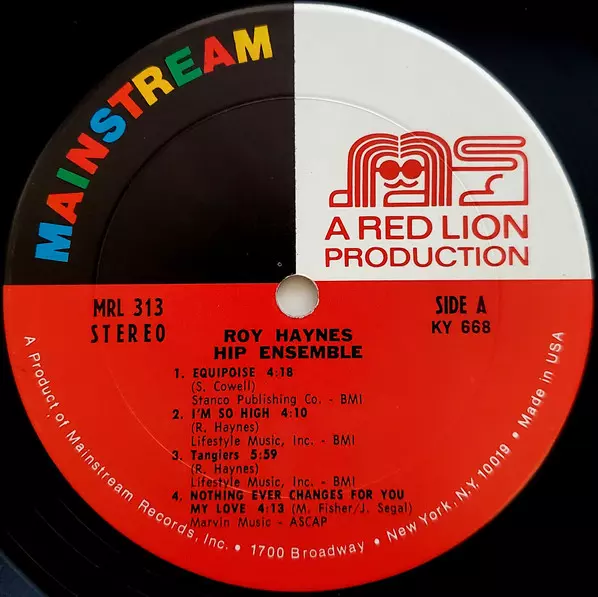 MAINSTREAM
A RED LION
PRODUCTION
MRL 313
STEREO
SIDE A
KY 668
ROY HAYNES
HIP ENSEMBLE
1. EQUIPOISE 4:18
(S. Cowell)
Stanco Publishing Co. - BMI
2. I'M SO HIGH 4:10
(R. Haynes)
Lifestyle Music, Inc. - BMI
3. Tangiers 5:59
(R. Haynes)
Lifestyle Music, Inc. - BMI
4. NOTHING EVER CHANGES FOR YOU
MY LOVE 4:13 (M. Fisher/J. Segal)
Marvin Music - ASCAP
A Product of Mainstream Records, Inc. • 1700 Broadway • New York, N.Y. 10019 • Made in USA